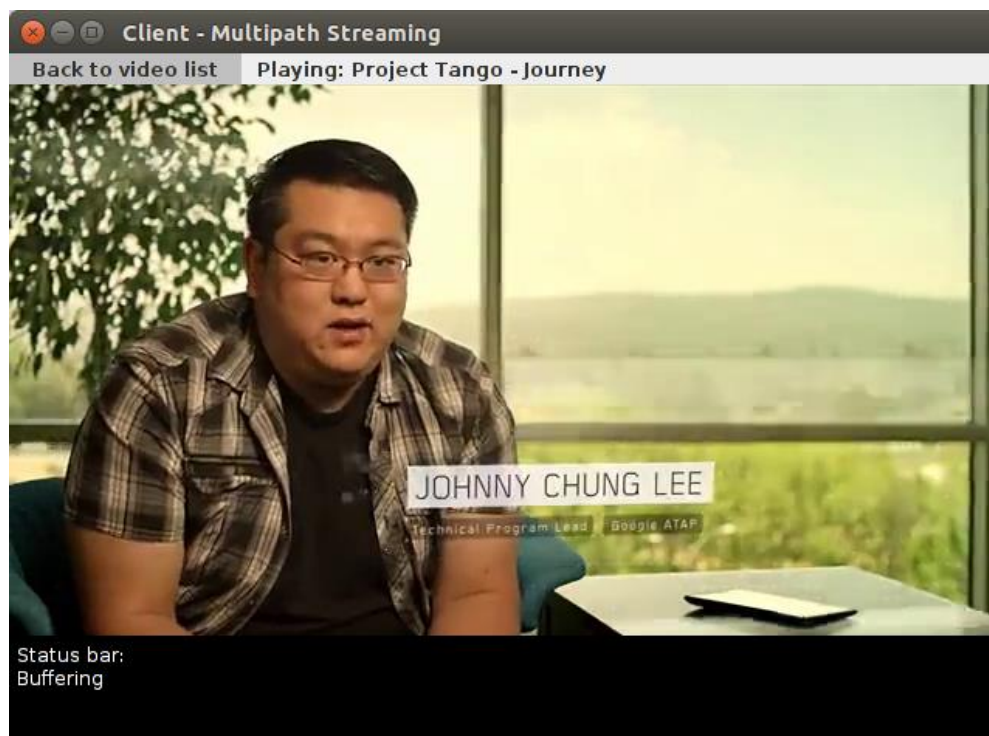 Client - Multipath Streaming
Back to video list
Playing: Project Tango - Journey
JOHNNY CHUNG LEE
Technical Program Lead / Google ATAP
Status bar:
Buffering